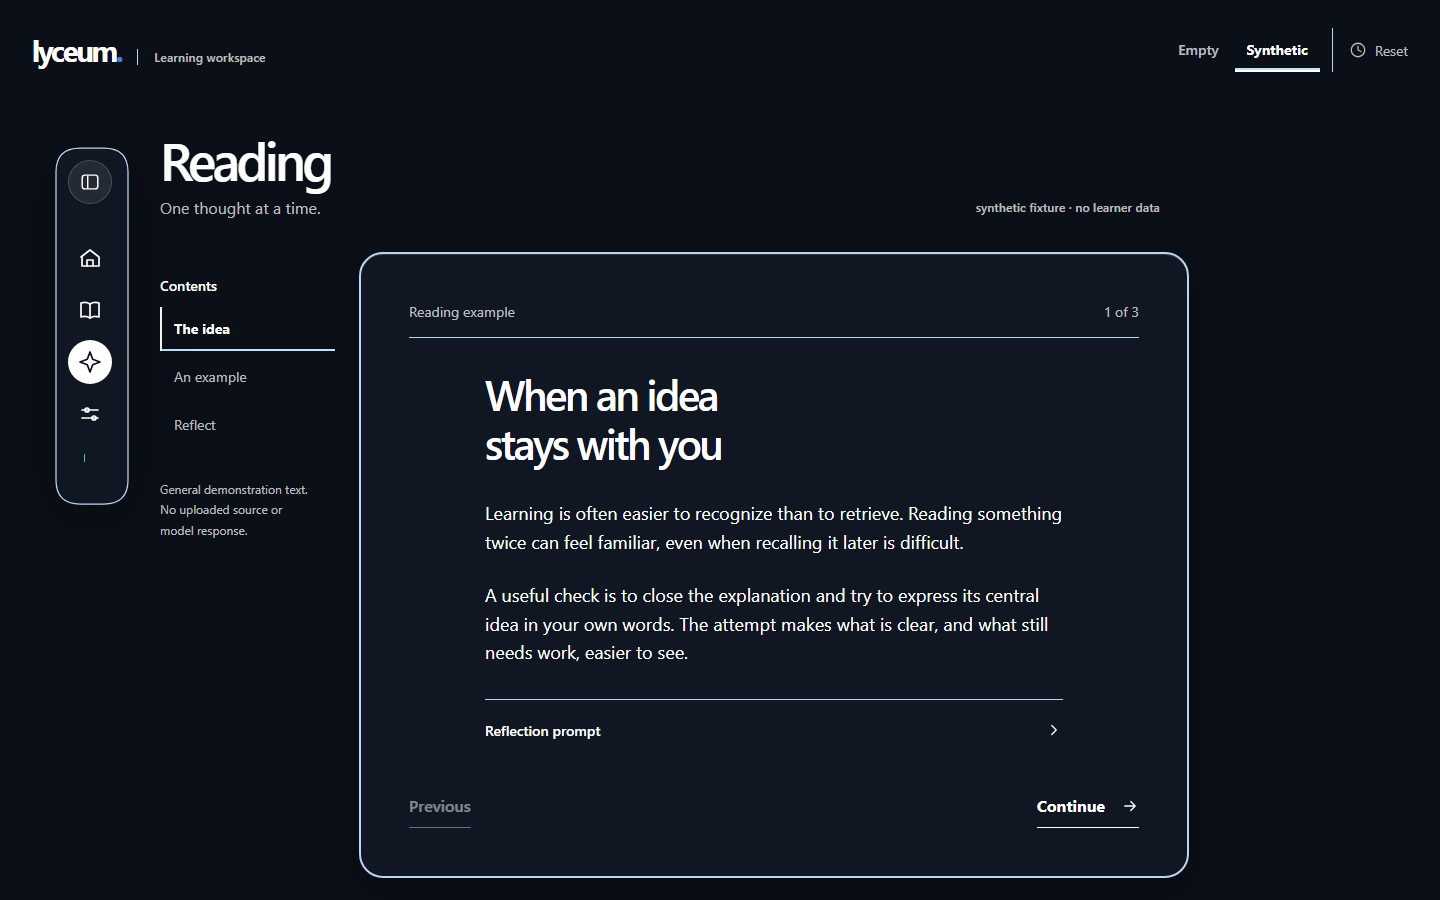 lyceum.
Learning workspace
Empty
Synthetic
Reset
Reading
One thought at a time.
synthetic fixture · no learner data
Contents
The idea
An example
Reflect
General demonstration text.
No uploaded source or
model response.
Reading example
1 of 3
When an idea
stays with you
Learning is often easier to recognize than to retrieve. Reading something
twice can feel familiar, even when recalling it later is difficult.
A useful check is to close the explanation and try to express its central
idea in your own words. The attempt makes what is clear, and what still
needs work, easier to see.
Reflection prompt
Previous
Continue